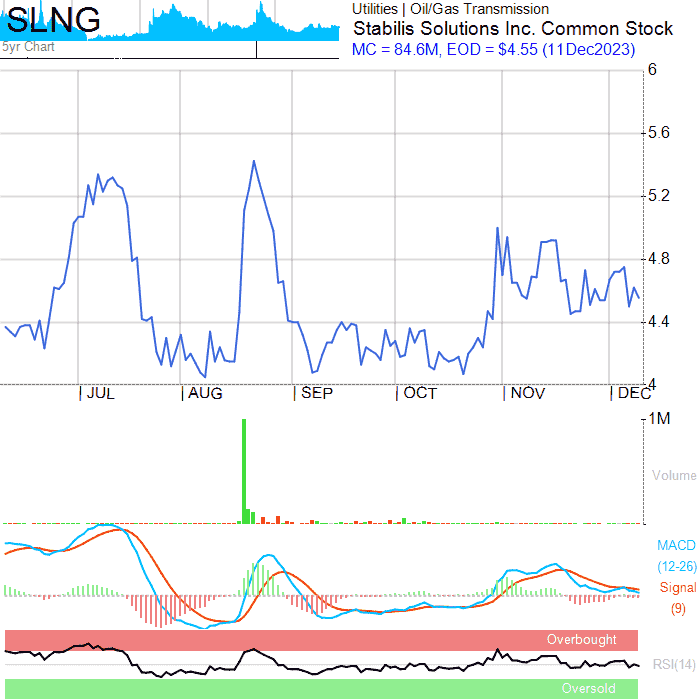 SLNG
5yr Chart
Utilities | Oil/Gas Transmission
Stabilis Solutions Inc. Common Stock
MC = 84.6M, EOD = $4.55 (11Dec2023)
6
5.6
5.2
4.8
4.4
4
| JUL | AUG | SEP | OCT | NOV | DEC
1M
Volume
MACD
(12-26)
Signal
(9)
Overbought
RSI(14)
Oversold